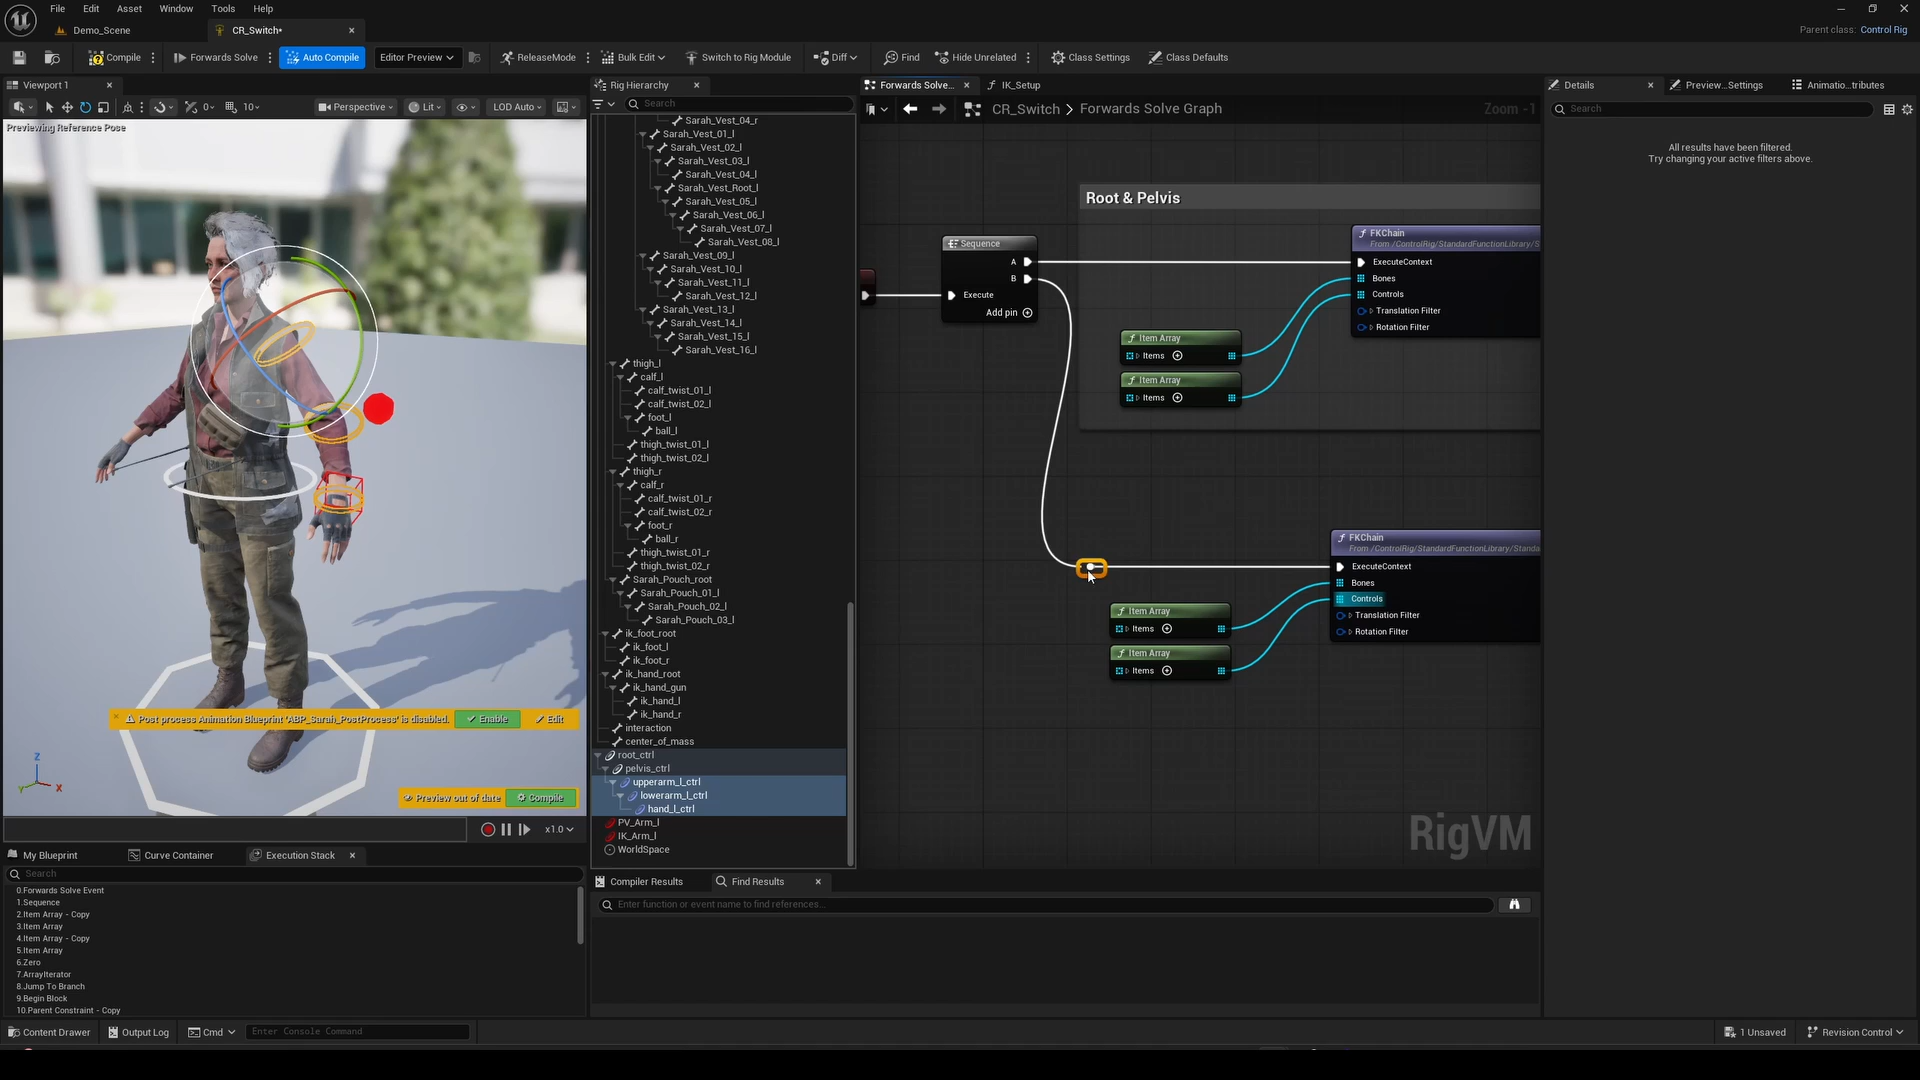 File Edit Asset Window Tools Help
Demo_Scene
CR_Switch•
Parent class: Control Rig
Compile
Forwards Solve
Auto Compile
Editor Preview
ReleaseMode
Bulk Edit
Switch to Rig Module
Diff
Find
Hide Unrelated
Class Settings
Class Defaults
Viewport 1
Perspective
Lit
LOD Auto
0
10
Previewing Reference Pose
Post process Animation Blueprint 'ABP_Sarah_PostProcess' is disabled.
Enable
Edit
Preview out of date
Compile
Z
X
Y
x1.0
My Blueprint
Curve Container
Execution Stack
Search
0.Forwards Solve Event
1.Sequence
2.Item Array - Copy
3.Item Array
4.Item Array - Copy
5.Item Array
6.Zero
7.ArrayIterator
8.Jump To Branch
9.Begin Block
10.Parent Constraint - Copy
Rig Hierarchy
Search
Sarah_Vest_04_r
Sarah_Vest_01_l
Sarah_Vest_02_l
Sarah_Vest_03_l
Sarah_Vest_04_l
Sarah_Vest_Root_l
Sarah_Vest_05_l
Sarah_Vest_06_l
Sarah_Vest_07_l
Sarah_Vest_08_l
Sarah_Vest_09_l
Sarah_Vest_10_l
Sarah_Vest_11_l
Sarah_Vest_12_l
Sarah_Vest_13_l
Sarah_Vest_14_l
Sarah_Vest_15_l
Sarah_Vest_16_l
thigh_l
calf_l
calf_twist_01_l
calf_twist_02_l
foot_l
ball_l
thigh_twist_01_l
thigh_twist_02_l
thigh_r
calf_r
calf_twist_01_r
calf_twist_02_r
foot_r
ball_r
thigh_twist_01_r
thigh_twist_02_r
Sarah_Pouch_root
Sarah_Pouch_01_l
Sarah_Pouch_02_l
Sarah_Pouch_03_l
ik_foot_root
ik_foot_l
ik_foot_r
ik_hand_root
ik_hand_gun
ik_hand_l
ik_hand_r
interaction
center_of_mass
root_ctrl
pelvis_ctrl
upperarm_l_ctrl
lowerarm_l_ctrl
hand_l_ctrl
PV_Arm_l
IK_Arm_l
WorldSpace
Forwards Solve...
IK_Setup
CR_Switch > Forwards Solve Graph
Zoom -1
Root & Pelvis
Sequence
A
B
Execute
Add pin
FKChain
From /ControlRig/StandardFunctionLibrary/S
ExecuteContext
Bones
Controls
Translation Filter
Rotation Filter
Item Array
Items
Item Array
Items
FKChain
From /ControlRig/StandardFunctionLibrary/Standa
ExecuteContext
Bones
Controls
Translation Filter
Rotation Filter
Item Array
Items
Item Array
Items
RigVM
Compiler Results
Find Results
Enter function or event name to find references...
Details
Preview...Settings
Animatio...tributes
Search
All results have been filtered.
Try changing your active filters above.
Content Drawer
Output Log
Cmd
Enter Console Command
1 Unsaved
Revision Control